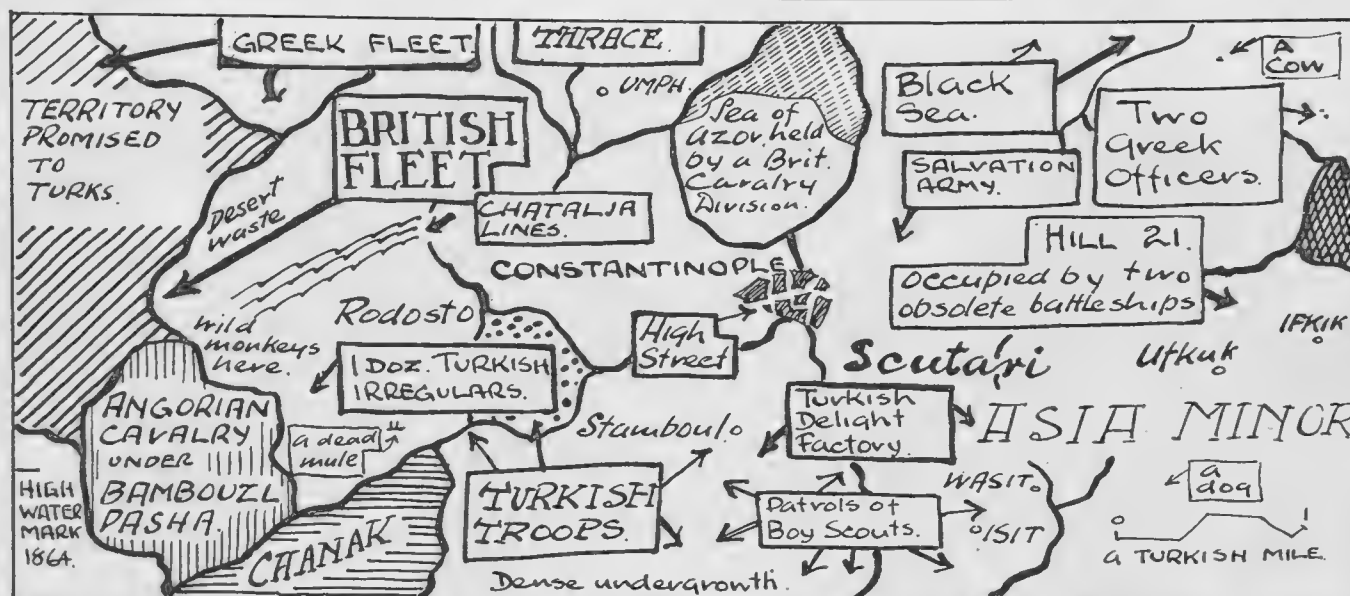 GREEK FLEET.
THRACE.
UMPH.
TERRITORY
PROMISED
TO
TURKS.
BRITISH
FLEET
Desert
waste
CHATALJA
LINES.
Sea of
Azov held
by a Brit.
Cavalry
Division.
Black
Sea.
A
COW
Two
Greek
Officers.
SALVATION
ARMY.
HILL 21.
occupied by two
obsolete battleships
IFKIK
CONSTANTINOPLE
Rodosto
High
Street
wild
monkeys
here.
1 DOZ. TURKISH
IRREGULARS.
Scutari
Ufkuk
ANGORIAN
CAVALRY
UNDER
BAMBOUZL
PASHA.
a dead
mule
Stamboul.
Turkish
Delight
Factory.
ASIA MINOR
HIGH
WATER
MARK
1864.
CHANAK
TURKISH
TROOPS.
Patrols of
Boy Scouts.
WASIT
ISIT
a
dog
a TURKISH MILE.
Dense undergronth.